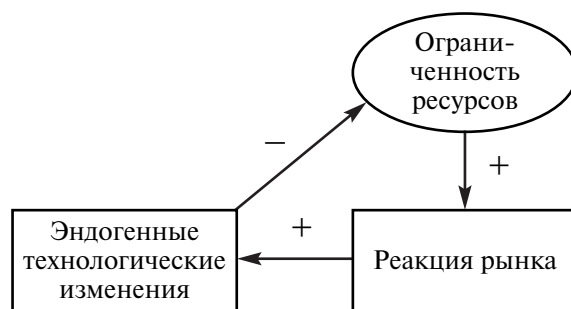 Ограни-
ченность
ресурсов
−
+
+
Эндогенные
технологические
изменения
Реакция рынка